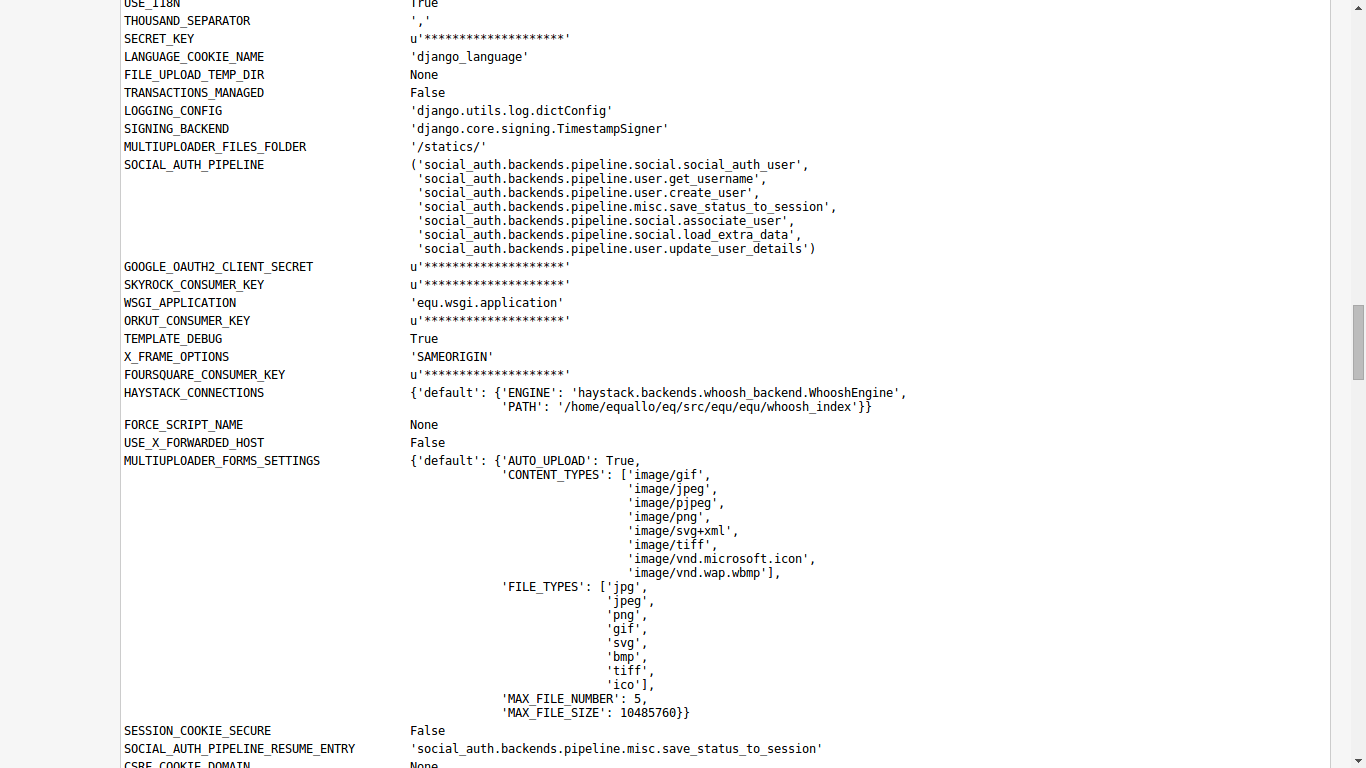 USE_I18N True
THOUSAND_SEPARATOR ','
SECRET_KEY u'********************'
LANGUAGE_COOKIE_NAME 'django_language'
FILE_UPLOAD_TEMP_DIR None
TRANSACTIONS_MANAGED False
LOGGING_CONFIG 'django.utils.log.dictConfig'
SIGNING_BACKEND 'django.core.signing.TimestampSigner'
MULTIUPLOADER_FILES_FOLDER '/statics/'
SOCIAL_AUTH_PIPELINE ('social_auth.backends.pipeline.social.social_auth_user',
'social_auth.backends.pipeline.user.get_username',
'social_auth.backends.pipeline.user.create_user',
'social_auth.backends.pipeline.misc.save_status_to_session',
'social_auth.backends.pipeline.social.associate_user',
'social_auth.backends.pipeline.social.load_extra_data',
'social_auth.backends.pipeline.user.update_user_details')
GOOGLE_OAUTH2_CLIENT_SECRET u'********************'
SKYROCK_CONSUMER_KEY u'********************'
WSGI_APPLICATION 'equ.wsgi.application'
ORKUT_CONSUMER_KEY u'********************'
TEMPLATE_DEBUG True
X_FRAME_OPTIONS 'SAMEORIGIN'
FOURSQUARE_CONSUMER_KEY u'********************'
HAYSTACK_CONNECTIONS {'default': {'ENGINE': 'haystack.backends.whoosh_backend.WhooshEngine',
'PATH': '/home/equallo/eq/src/equ/equ/whoosh_index'}}
FORCE_SCRIPT_NAME None
USE_X_FORWARDED_HOST False
MULTIUPLOADER_FORMS_SETTINGS {'default': {'AUTO_UPLOAD': True,
'CONTENT_TYPES': ['image/gif',
'image/jpeg',
'image/pjpeg',
'image/png',
'image/svg+xml',
'image/tiff',
'image/vnd.microsoft.icon',
'image/vnd.wap.wbmp'],
'FILE_TYPES': ['jpg',
'jpeg',
'png',
'gif',
'svg',
'bmp',
'tiff',
'ico'],
'MAX_FILE_NUMBER': 5,
'MAX_FILE_SIZE': 10485760}}
SESSION_COOKIE_SECURE False
SOCIAL_AUTH_PIPELINE_RESUME_ENTRY 'social_auth.backends.pipeline.misc.save_status_to_session'
CSRF_COOKIE_DOMAIN None